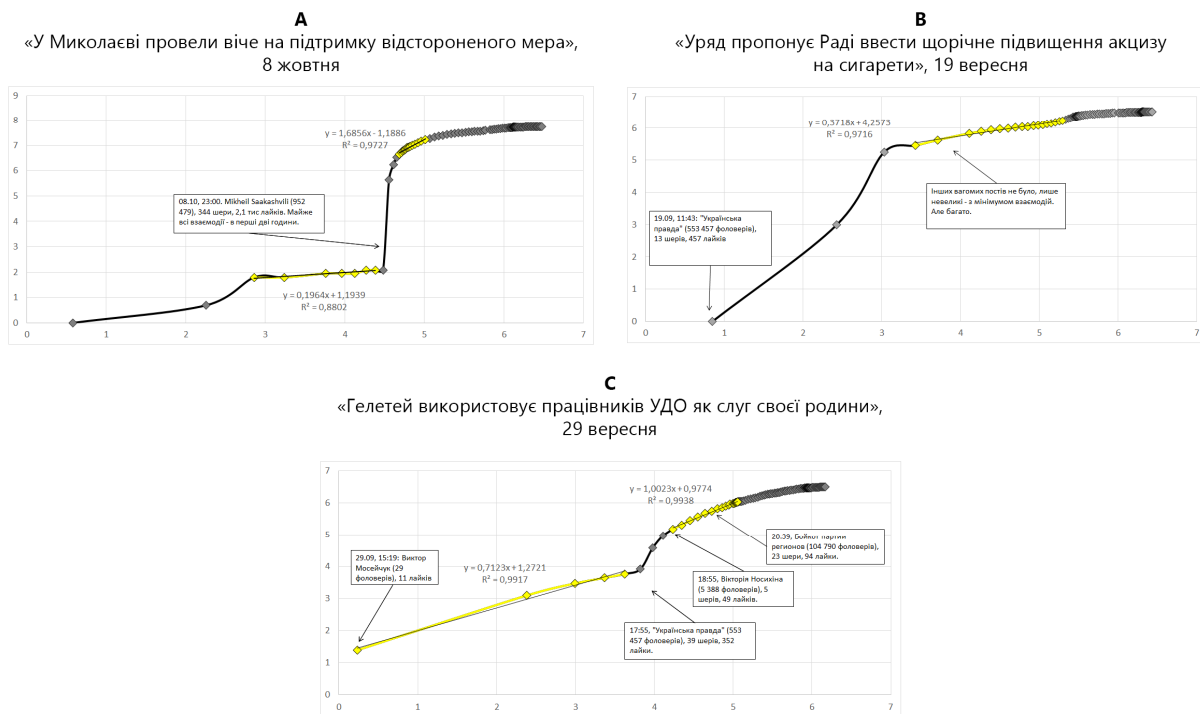 A
«У Миколаєві провели віче на підтримку відстороненого мера»,
8 жовтня
9
8
7
6
5
4
3
2
1
0
0 1 2 3 4 5 6 7
y = 1,6856x - 1,1886
R² = 0,9727
08.10, 23:00. Mikheil Saakashvili (952
479), 344 шери, 2,1 тис лайків. Майже
всі взаємодії - в перші дві години.
y = 0,1964x + 1,1939
R² = 0,8802
B
«Уряд пропонує Раді ввести щорічне підвищення акцизу
на сигарети», 19 вересня
7
6
5
4
3
2
1
0
0 1 2 3 4 5 6 7
y = 0,3718x + 4,2573
R² = 0,9716
Інших вагомих постів не було, лише
невеликі - з мінімумом взаємодій.
Але багато.
19.09, 11:43: "Українська
правда" (553 457 фоловерів),
13 шерів, 457 лайків
C
«Гелетей використовує працівників УДО як слуг своєї родини»,
29 вересня
7
6
5
4
3
2
1
0
0 1 2 3 4 5 6 7
y = 1,0023x + 0,9774
R² = 0,9938
29.09, 15:19: Виктор
Мосейчук (29
фоловерів), 11 лайків
y = 0,7123x + 1,2721
R² = 0,9917
20:39, Бойкот партии
регионов (104 790 фоловерів),
23 шери, 94 лайки.
18:55, Вікторія Носихіна
(5 388 фоловерів), 5
шерів, 49 лайків.
17:55, "Українська правда" (553
457 фоловерів), 39 шерів, 352
лайки.